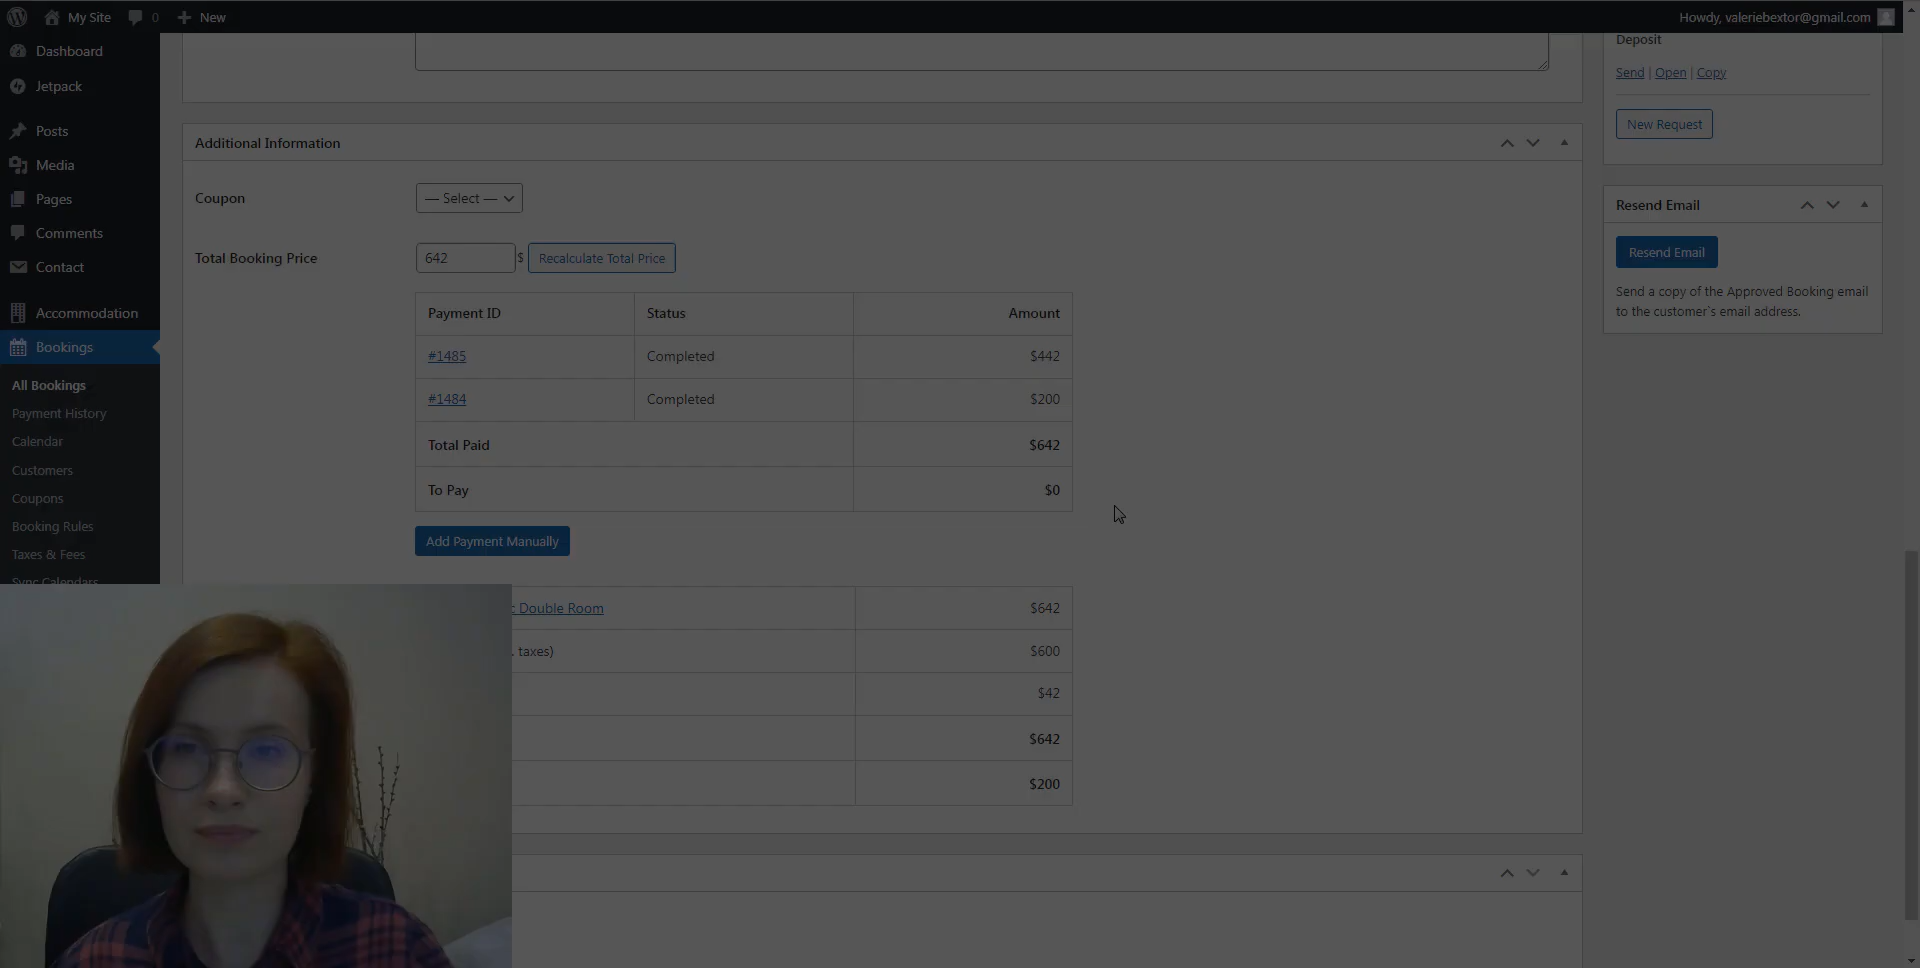 My Site 0 New Howdy, valeriebextor@gmail.com
Dashboard
Jetpack
Posts
Media
Pages
Comments
Contact
Accommodation
Bookings
All Bookings
Payment History
Calendar
Customers
Coupons
Booking Rules
Taxes & Fees
Sync Calendars
Additional Information
Coupon — Select —
Total Booking Price 642 $ Recalculate Total Price
Payment ID Status Amount
#1485 Completed $442
#1484 Completed $200
Total Paid $642
To Pay $0
Add Payment Manually
Double Room $642
. taxes) $600
$42
$642
$200
Deposit
Send | Open | Copy
New Request
Resend Email
Resend Email
Send a copy of the Approved Booking email
to the customer's email address.